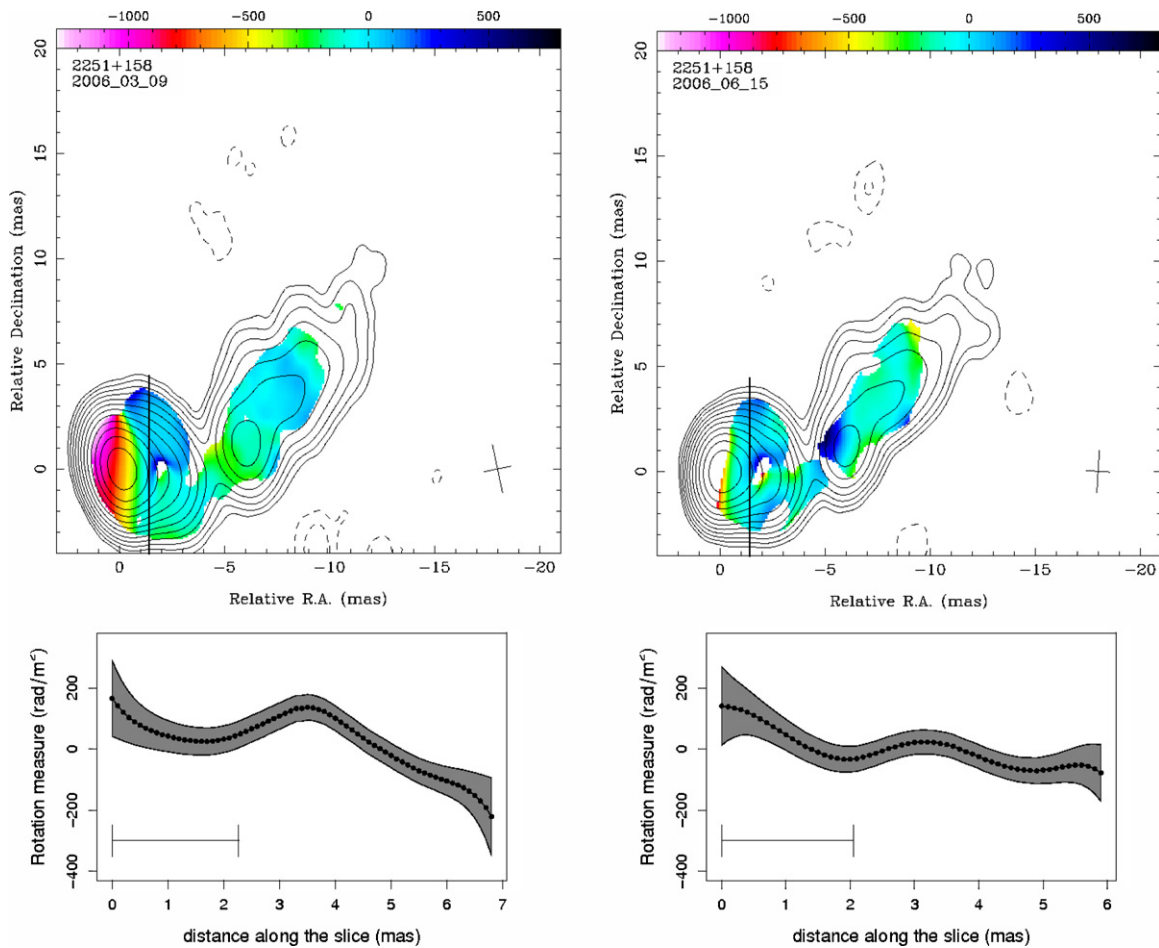 −1000 −500 0 500
2251+158
2006_03_09
20
15
10
5
0
0 −5 −10 −15 −20
Relative Declination (mas)
Relative R.A. (mas)
−1000 −500 0 500
2251+158
2006_06_15
20
15
10
5
0
0 −5 −10 −15 −20
Relative Declination (mas)
Relative R.A. (mas)
Rotation measure (rad/m²)
200
0
−200
−400
0 1 2 3 4 5 6 7
distance along the slice (mas)
Rotation measure (rad/m²)
200
0
−200
−400
0 1 2 3 4 5 6
distance along the slice (mas)